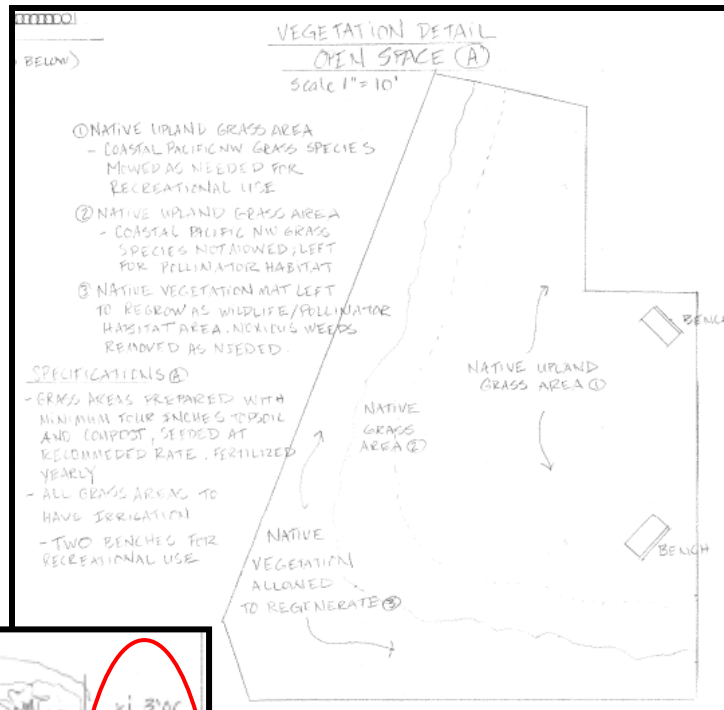 BELOW)
VEGETATION DETAIL
OPEN SPACE (A)
Scale 1" = 10'
① NATIVE UPLAND GRASS AREA
- COASTAL PACIFIC NW GRASS SPECIES
MOWED AS NEEDED FOR
RECREATIONAL USE
② NATIVE UPLAND GRASS AREA
- COASTAL PACIFIC NW GRASS
SPECIES NOT MOWED, LEFT
FOR POLLINATOR HABITAT
③ NATIVE VEGETATION MAT LEFT
TO REGROW AS WILDLIFE/POLLINATOR
HABITAT AREA. NOXIOUS WEEDS
REMOVED AS NEEDED.
SPECIFICATIONS Ⓐ
- GRASS AREAS PREPARED WITH
MINIMUM FOUR INCHES TOPSOIL
AND COMPOST, SEEDED AT
RECOMMEDED RATE, FERTILIZED
YEARLY
- ALL GRASS AREAS TO
HAVE IRRIGATION
- TWO BENCHES FOR
RECREATIONAL USE
BENCH
NATIVE UPLAND
GRASS AREA ①
NATIVE
GRASS
AREA ②
BENCH
NATIVE
VEGETATION
ALLOWED
TO REGENERATE ③
3'OC